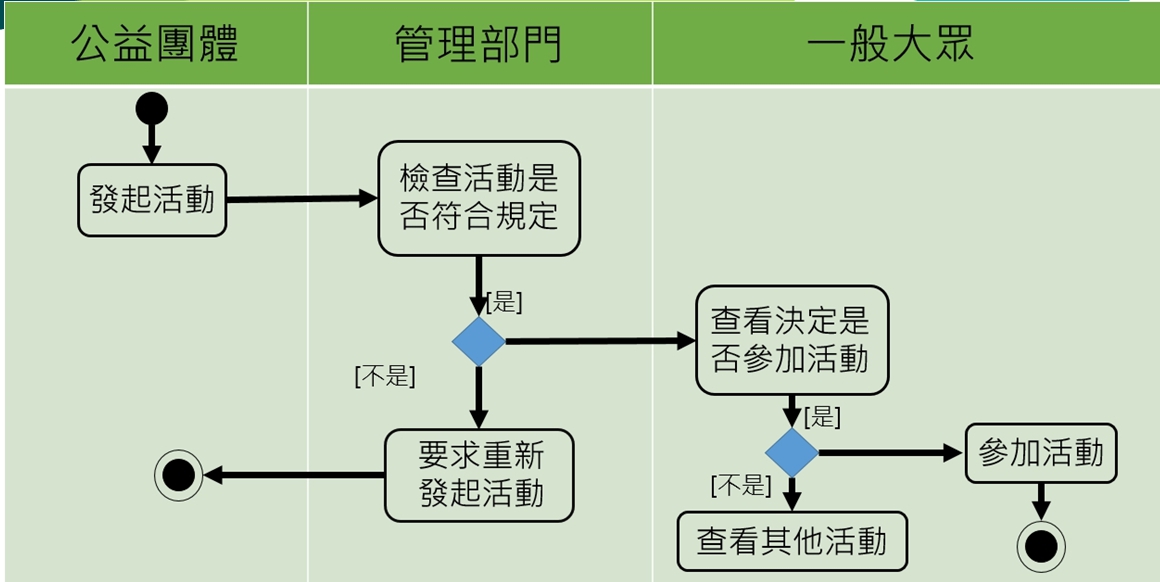 公益團體
管理部門
一般大眾
發起活動
檢查活動是
否符合規定
[是]
[不是]
要求重新
發起活動
查看決定是
否參加活動
[是]
[不是]
參加活動
查看其他活動